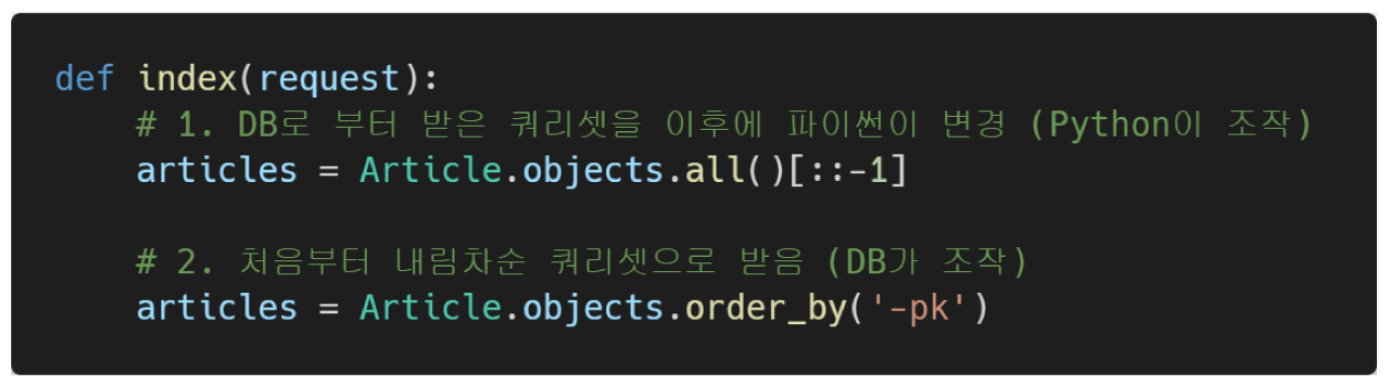 def index(request):
    # 1. DB로 부터 받은 쿼리셋을 이후에 파이썬이 변경 (Python이 조작)
    articles = Article.objects.all()[::-1]
    # 2. 처음부터 내림차순 쿼리셋으로 받음 (DB가 조작)
    articles = Article.objects.order_by('-pk')